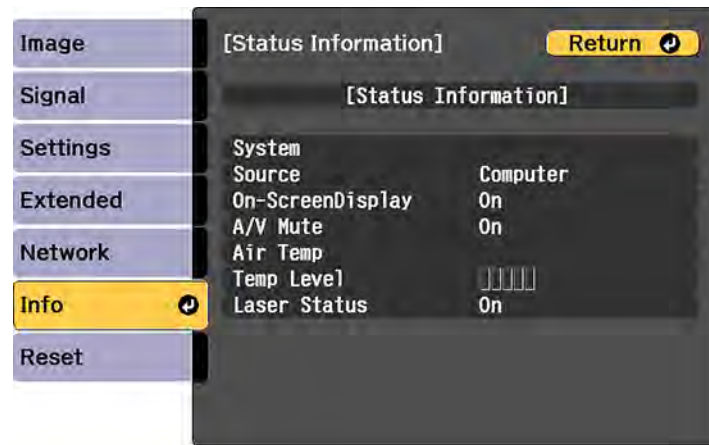 Image
Signal
Settings
Extended
Network
Info
Reset
[Status Information]
Return
[Status Information]
System
Source Computer
On-ScreenDisplay On
A/V Mute On
Air Temp
Temp Level
Laser Status On